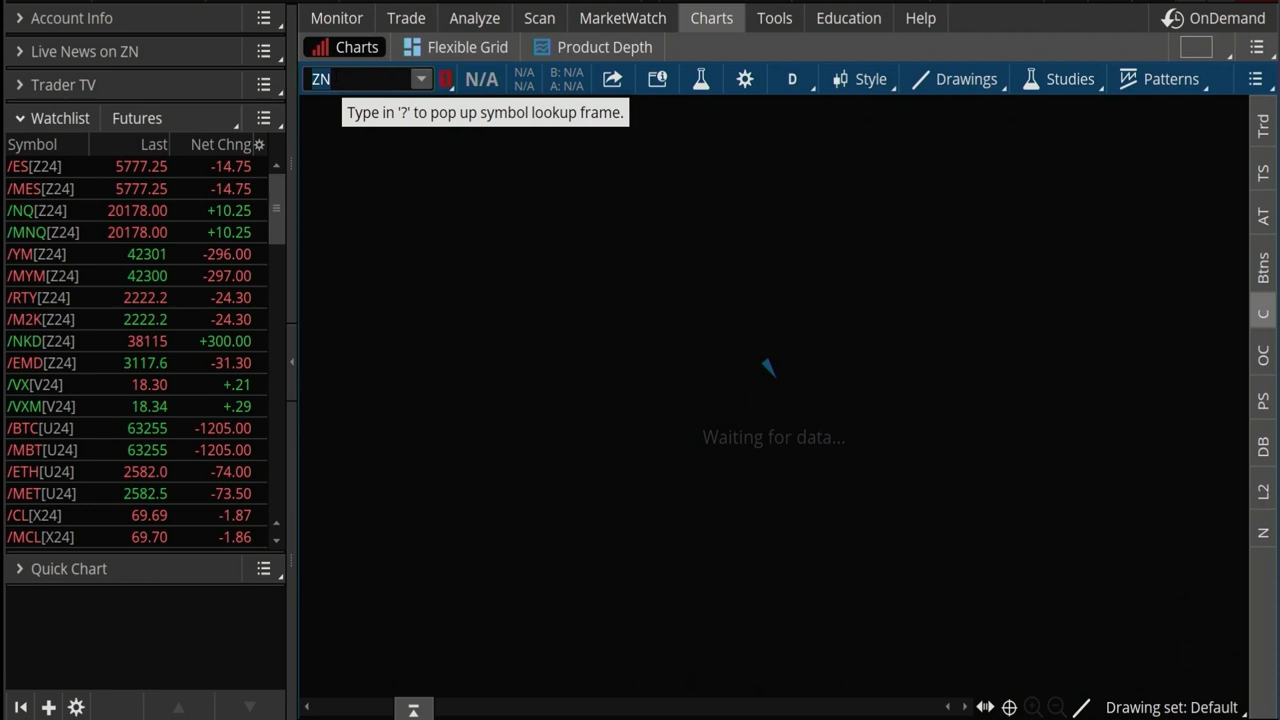 Account Info
Live News on ZN
Trader TV
Watchlist Futures
Symbol Last Net Chng
/ES[Z24] 5777.25 -14.75
/MES[Z24] 5777.25 -14.75
/NQ[Z24] 20178.00 +10.25
/MNQ[Z24] 20178.00 +10.25
/YM[Z24] 42301 -296.00
/MYM[Z24] 42300 -297.00
/RTY[Z24] 2222.2 -24.30
/M2K[Z24] 2222.2 -24.30
/NKD[Z24] 38115 +300.00
/EMD[Z24] 3117.6 -31.30
/VX[V24] 18.30 +.21
/VXM[V24] 18.34 +.29
/BTC[U24] 63255 -1205.00
/MBT[U24] 63255 -1205.00
/ETH[U24] 2582.0 -74.00
/MET[U24] 2582.5 -73.50
/CL[X24] 69.69 -1.87
/MCL[X24] 69.70 -1.86
Quick Chart
Monitor Trade Analyze Scan MarketWatch Charts Tools Education Help OnDemand
Charts Flexible Grid Product Depth
ZN N/A N/A B: N/A D Style Drawings Studies Patterns
N/A A: N/A
Type in '?' to pop up symbol lookup frame.
Waiting for data...
Trd
TS
AT
Btns
C
OC
PS
DB
L2
N
Drawing set: Default